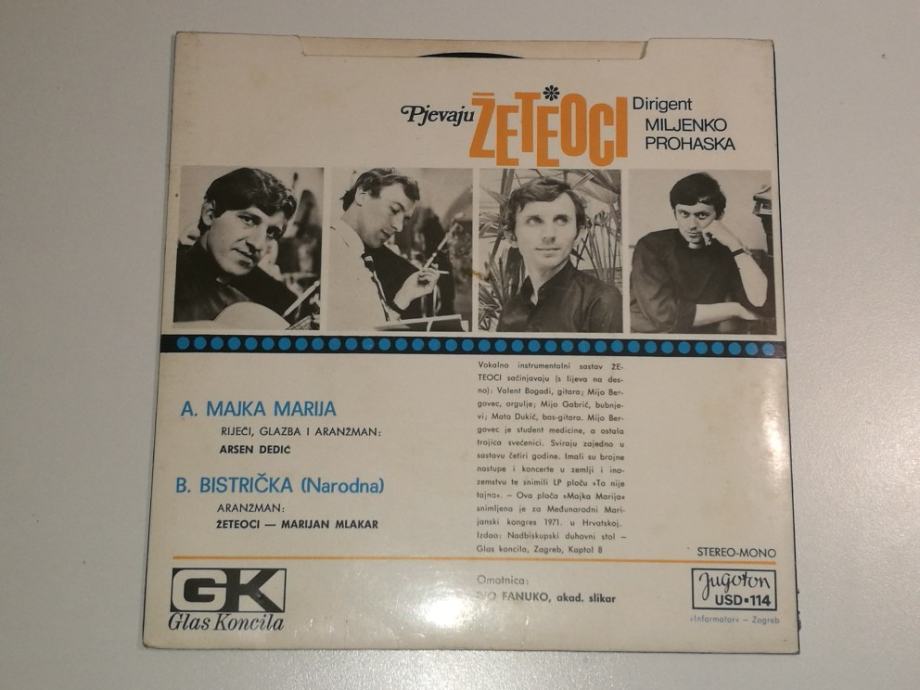 Pjevaju ŽETEOCI
Dirigent
MILJENKO
PROHASKA
A. MAJKA MARIJA
RIJEČI, GLAZBA I ARANŽMAN:
ARSEN DEDIĆ
B. BISTRIČKA (Narodna)
ARANŽMAN:
ŽETEOCI — MARIJAN MLAKAR
Vokalno instrumentalni sastav ŽE-
TEOCI sačinjavaju (s lijeva na des-
no): Valent Bogadi, gitara; Mijo Ber-
govec, orgulje; Mijo Gabrić, bubnje-
vi; Mato Dukić, bas-gitara. Mijo Ber-
govec je student medicine, a ostala
trojica svećenici. Sviraju zajedno u
sastavu četiri godine. Imali su brojne
nastupe i koncerte u zemlji i ino-
zemstvu te snimili LP ploču »To nije
tajna«. — Ova ploča »Majka Marija«
snimljena je za Međunarodni Mari-
janski kongres 1971. u Hrvatskoj.
Izdao: Nadbiskupski duhovni stol —
Glas koncila, Zagreb, Kaptol 8
STEREO-MONO
GK
Glas Koncila
Omotnica:
FANUKO, akad. slikar
Jugoton
USD•114
»Informator« — Zagreb